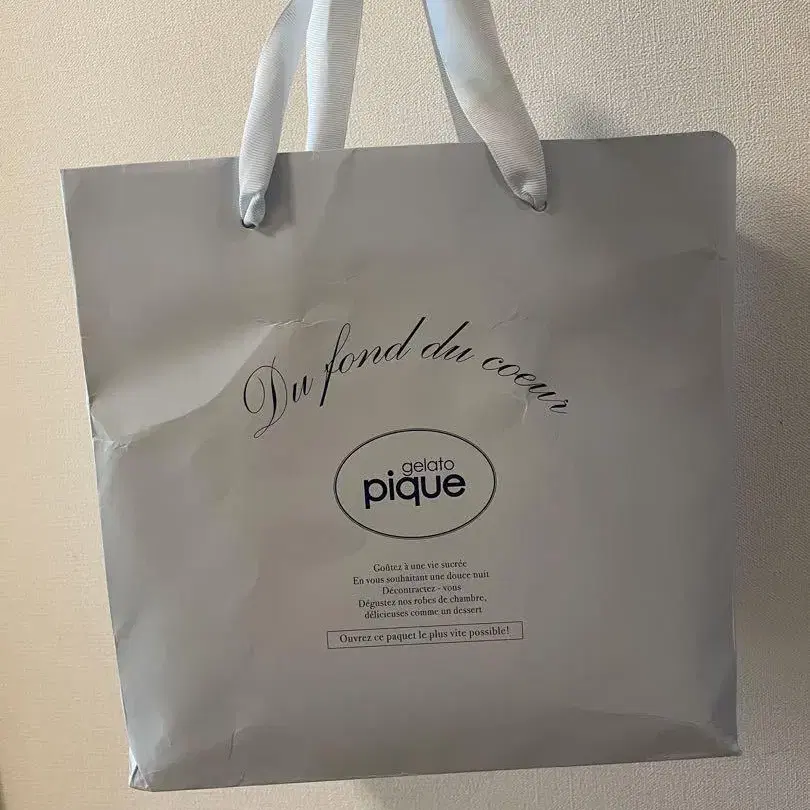 Du fond du coeur
gelato
pique
Goûtez à une vie sucrée
En vous souhaitant une douce nuit
Décontractez - vous
Dégustez nos robes de chambre,
délicieuses comme un dessert
Ouvrez ce paquet le plus vite possible!